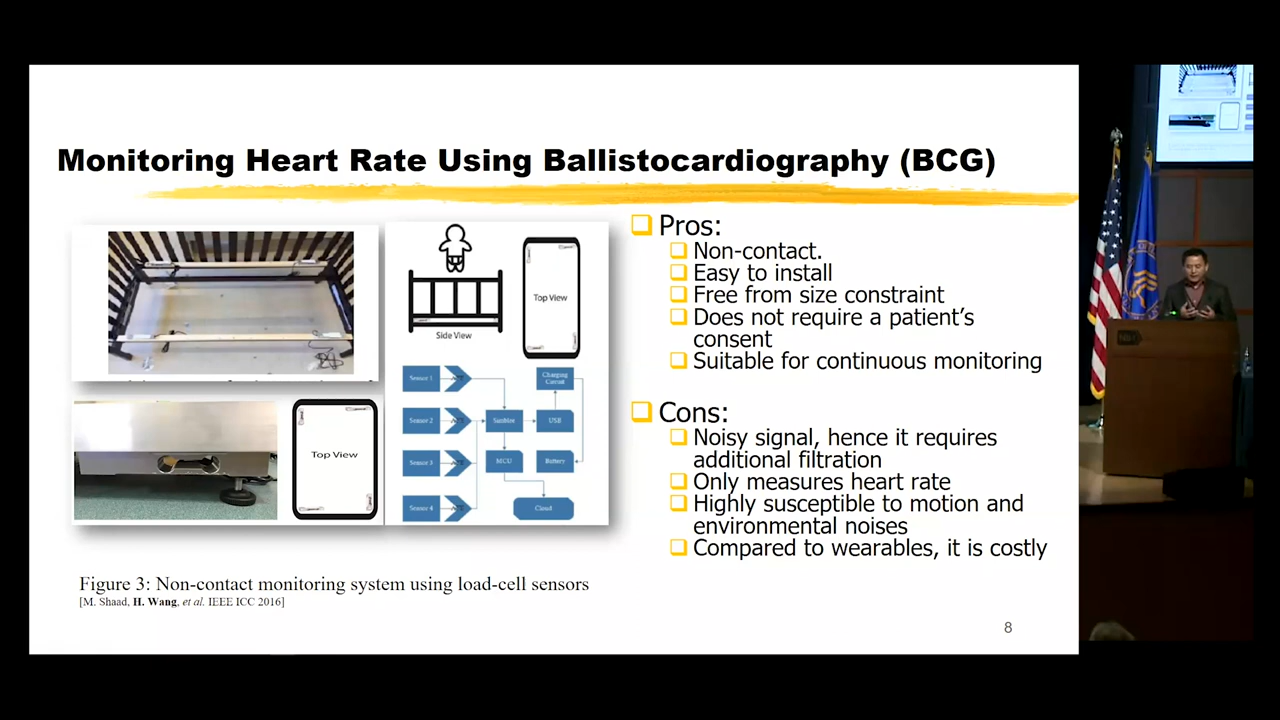 Monitoring Heart Rate Using Ballistocardiography (BCG)
Side View
Top View
Top View
Sensor 1
Sensor 2
Sensor 3
Sensor 4
MCU
USB
Charging
Circuit
Battery
Cloud
Figure 3: Non-contact monitoring system using load-cell sensors
[M. Shaad, H. Wang, et al. IEEE ICC 2016]
Pros:
Non-contact.
Easy to install
Free from size constraint
Does not require a patient's
consent
Suitable for continuous monitoring
Cons:
Noisy signal, hence it requires
additional filtration
Only measures heart rate
Highly susceptible to motion and
environmental noises
Compared to wearables, it is costly
8